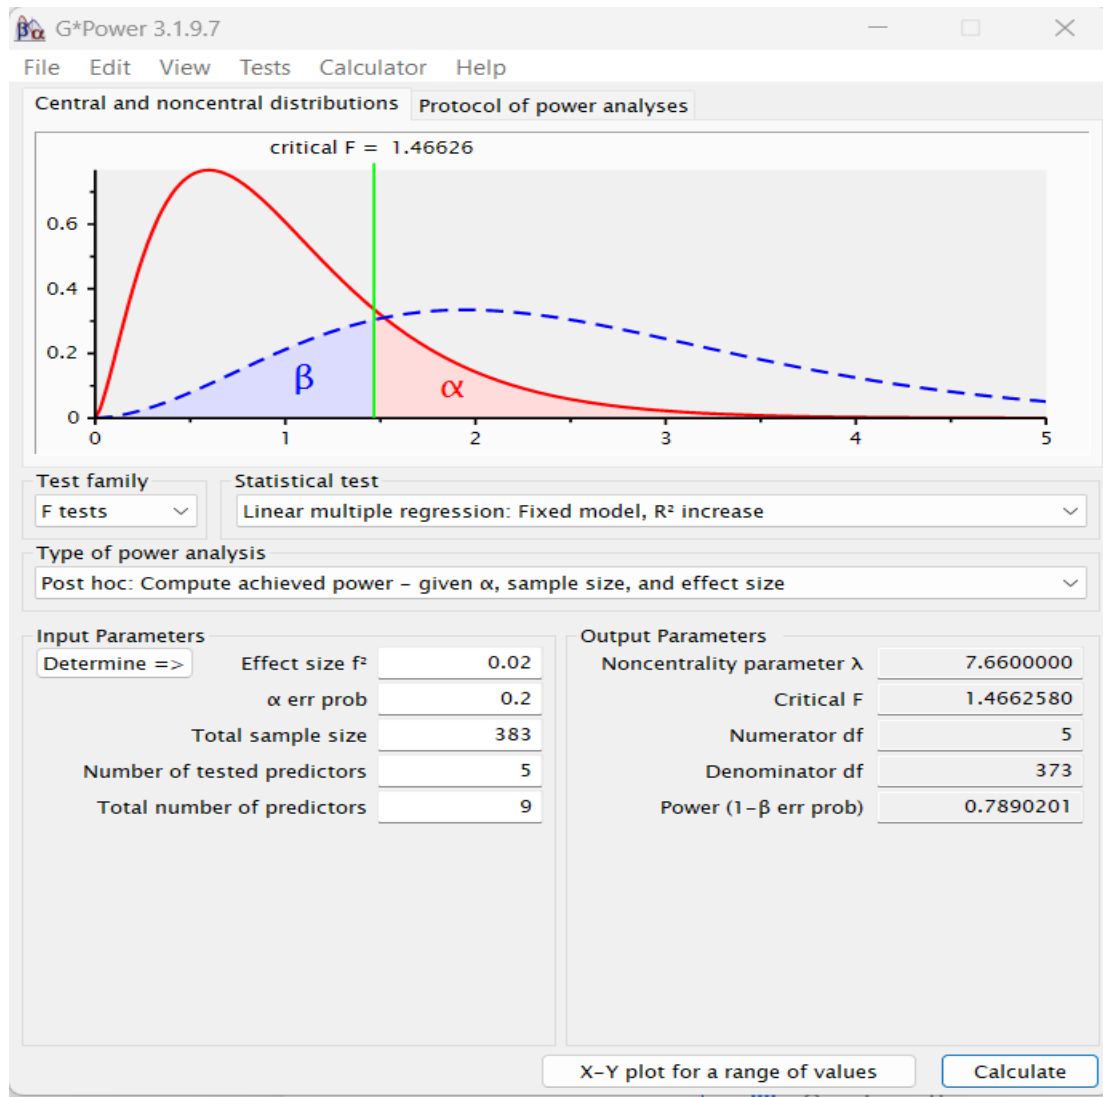 G*Power 3.1.9.7
File Edit View Tests Calculator Help
Central and noncentral distributions Protocol of power analyses
critical F = 1.46626
0.6
0.4
0.2
0
β
α
0 1 2 3 4 5
Test family Statistical test
F tests Linear multiple regression: Fixed model, R² increase
Type of power analysis
Post hoc: Compute achieved power – given α, sample size, and effect size
Input Parameters Output Parameters
Determine => Effect size f² 0.02 Noncentrality parameter λ 7.6600000
α err prob 0.2 Critical F 1.4662580
Total sample size 383 Numerator df 5
Number of tested predictors 5 Denominator df 373
Total number of predictors 9 Power (1–β err prob) 0.7890201
X–Y plot for a range of values Calculate